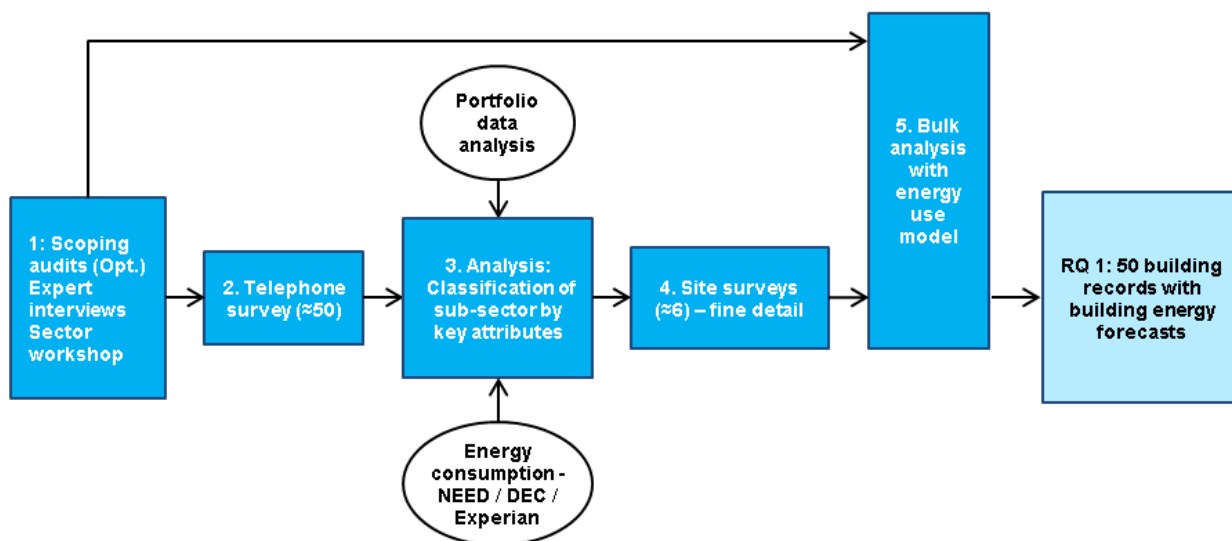 Portfolio
data
analysis
5. Bulk
analysis
with
energy
use
model
1: Scoping
audits (Opt.)
Expert
interviews
Sector
workshop
2. Telephone
survey (≈50)
3. Analysis:
Classification of
sub-sector by
key attributes
4. Site surveys
(≈6) – fine detail
RQ 1: 50 building
records with
building energy
forecasts
Energy
consumption -
NEED / DEC /
Experian